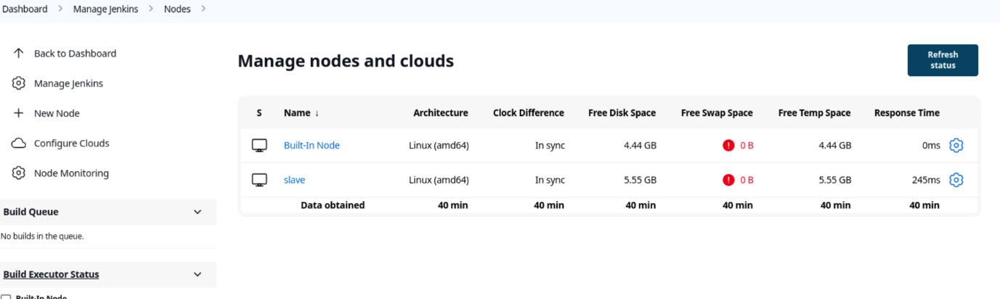 Dashboard > Manage Jenkins > Nodes >
Back to Dashboard
Manage Jenkins
New Node
Configure Clouds
Node Monitoring
Build Queue
No builds in the queue.
Build Executor Status
Built-In Node
Manage nodes and clouds
Refresh status
S Name ↓ Architecture Clock Difference Free Disk Space Free Swap Space Free Temp Space Response Time
Built-In Node Linux (amd64) In sync 4.44 GB 0 B 4.44 GB 0ms
slave Linux (amd64) In sync 5.55 GB 0 B 5.55 GB 245ms
Data obtained 40 min 40 min 40 min 40 min 40 min 40 min